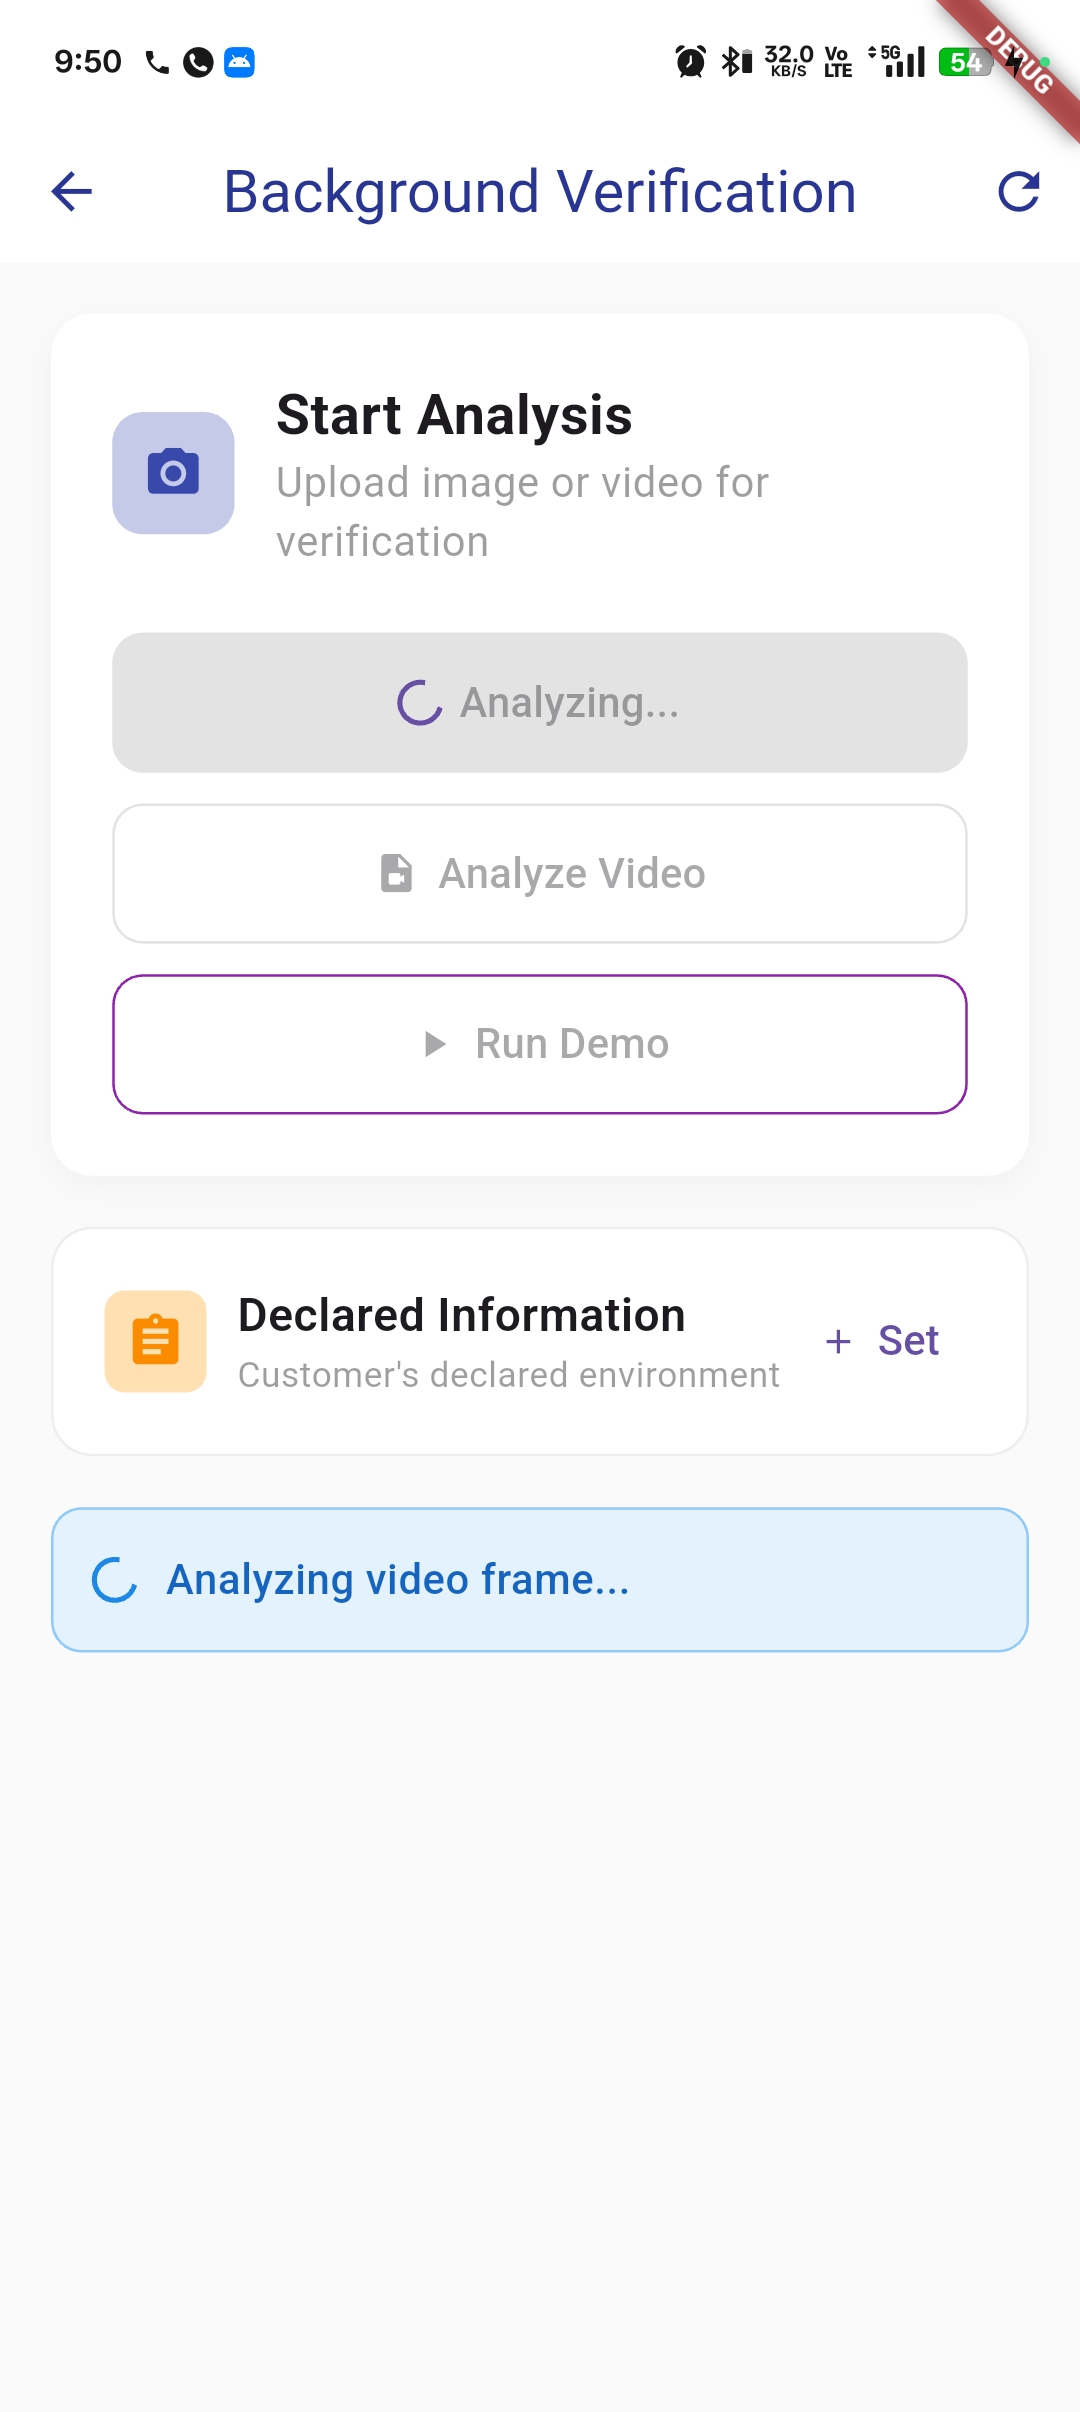 9:50
32.0
KB/S
Vo
LTE
5G
54
DEBUG
Background Verification
Start Analysis
Upload image or video for
verification
Analyzing...
Analyze Video
Run Demo
Declared Information
Customer's declared environment
+ Set
Analyzing video frame...